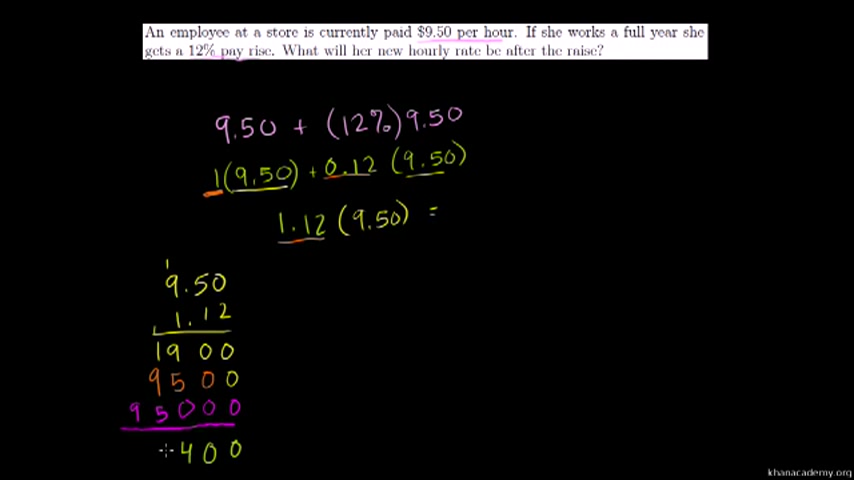 An employee at a store is currently paid $9.50 per hour. If she works a full year she
gets a 12% pay rise. What will her new hourly rate be after the raise?
9.50 + (12%) 9.50
1(9.50) + 0.12 (9.50)
1.12 (9.50) =
1
9.50
1.12
1900
9500
95000
400
khanacademy.org